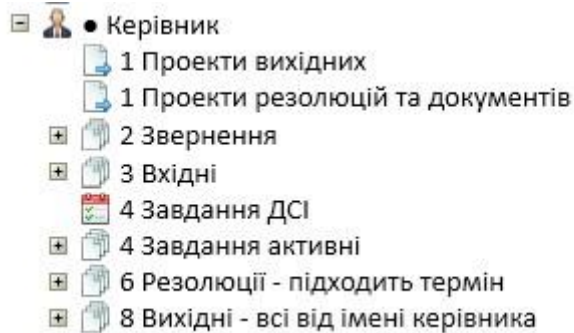 ● Керівник
1 Проекти вихідних
1 Проекти резолюцій та документів
2 Звернення
3 Вхідні
4 Завдання ДСІ
4 Завдання активні
6 Резолюції - підходить термін
8 Вихідні - всі від імені керівника